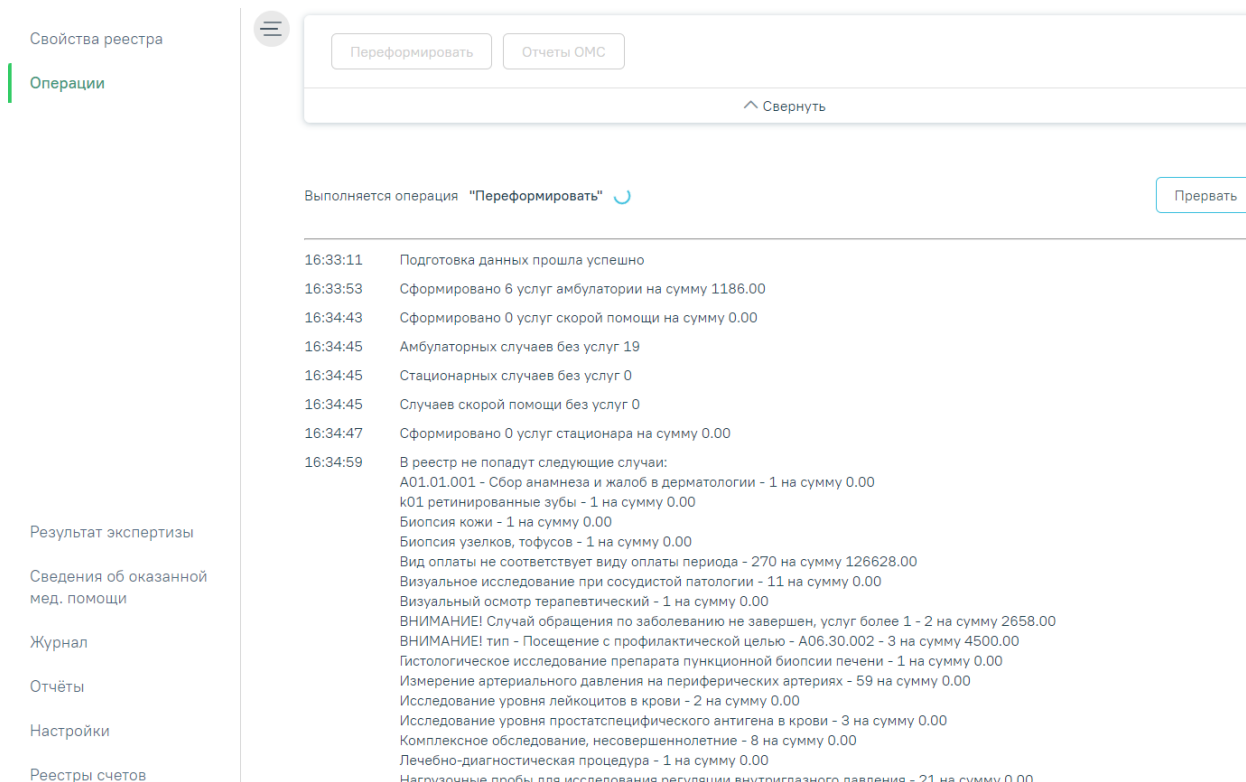 Свойства реестра
Операции
Результат экспертизы
Сведения об оказанной
мед. помощи
Журнал
Отчёты
Настройки
Реестры счетов
Переформировать
Отчеты ОМС
Свернуть
Выполняется операция "Переформировать"
Прервать
16:33:11 Подготовка данных прошла успешно
16:33:53 Сформировано 6 услуг амбулатории на сумму 1186.00
16:34:43 Сформировано 0 услуг скорой помощи на сумму 0.00
16:34:45 Амбулаторных случаев без услуг 19
16:34:45 Стационарных случаев без услуг 0
16:34:45 Случаев скорой помощи без услуг 0
16:34:47 Сформировано 0 услуг стационара на сумму 0.00
16:34:59 В реестр не попадут следующие случаи:
A01.01.001 - Сбор анамнеза и жалоб в дерматологии - 1 на сумму 0.00
k01 ретинированные зубы - 1 на сумму 0.00
Биопсия кожи - 1 на сумму 0.00
Биопсия узелков, тофусов - 1 на сумму 0.00
Вид оплаты не соответствует виду оплаты периода - 270 на сумму 126628.00
Визуальное исследование при сосудистой патологии - 11 на сумму 0.00
Визуальный осмотр терапевтический - 1 на сумму 0.00
ВНИМАНИЕ! Случай обращения по заболеванию не завершен, услуг более 1 - 2 на сумму 2658.00
ВНИМАНИЕ! тип - Посещение с профилактической целью - A06.30.002 - 3 на сумму 4500.00
Гистологическое исследование препарата пункционной биопсии печени - 1 на сумму 0.00
Измерение артериального давления на периферических артериях - 59 на сумму 0.00
Исследование уровня лейкоцитов в крови - 2 на сумму 0.00
Исследование уровня простатспецифического антигена в крови - 3 на сумму 0.00
Комплексное обследование, несовершеннолетние - 8 на сумму 0.00
Лечебно-диагностическая процедура - 1 на сумму 0.00
Нагрузочные пробы для исследования регуляции внутриглазного давления - 21 на сумму 0.00